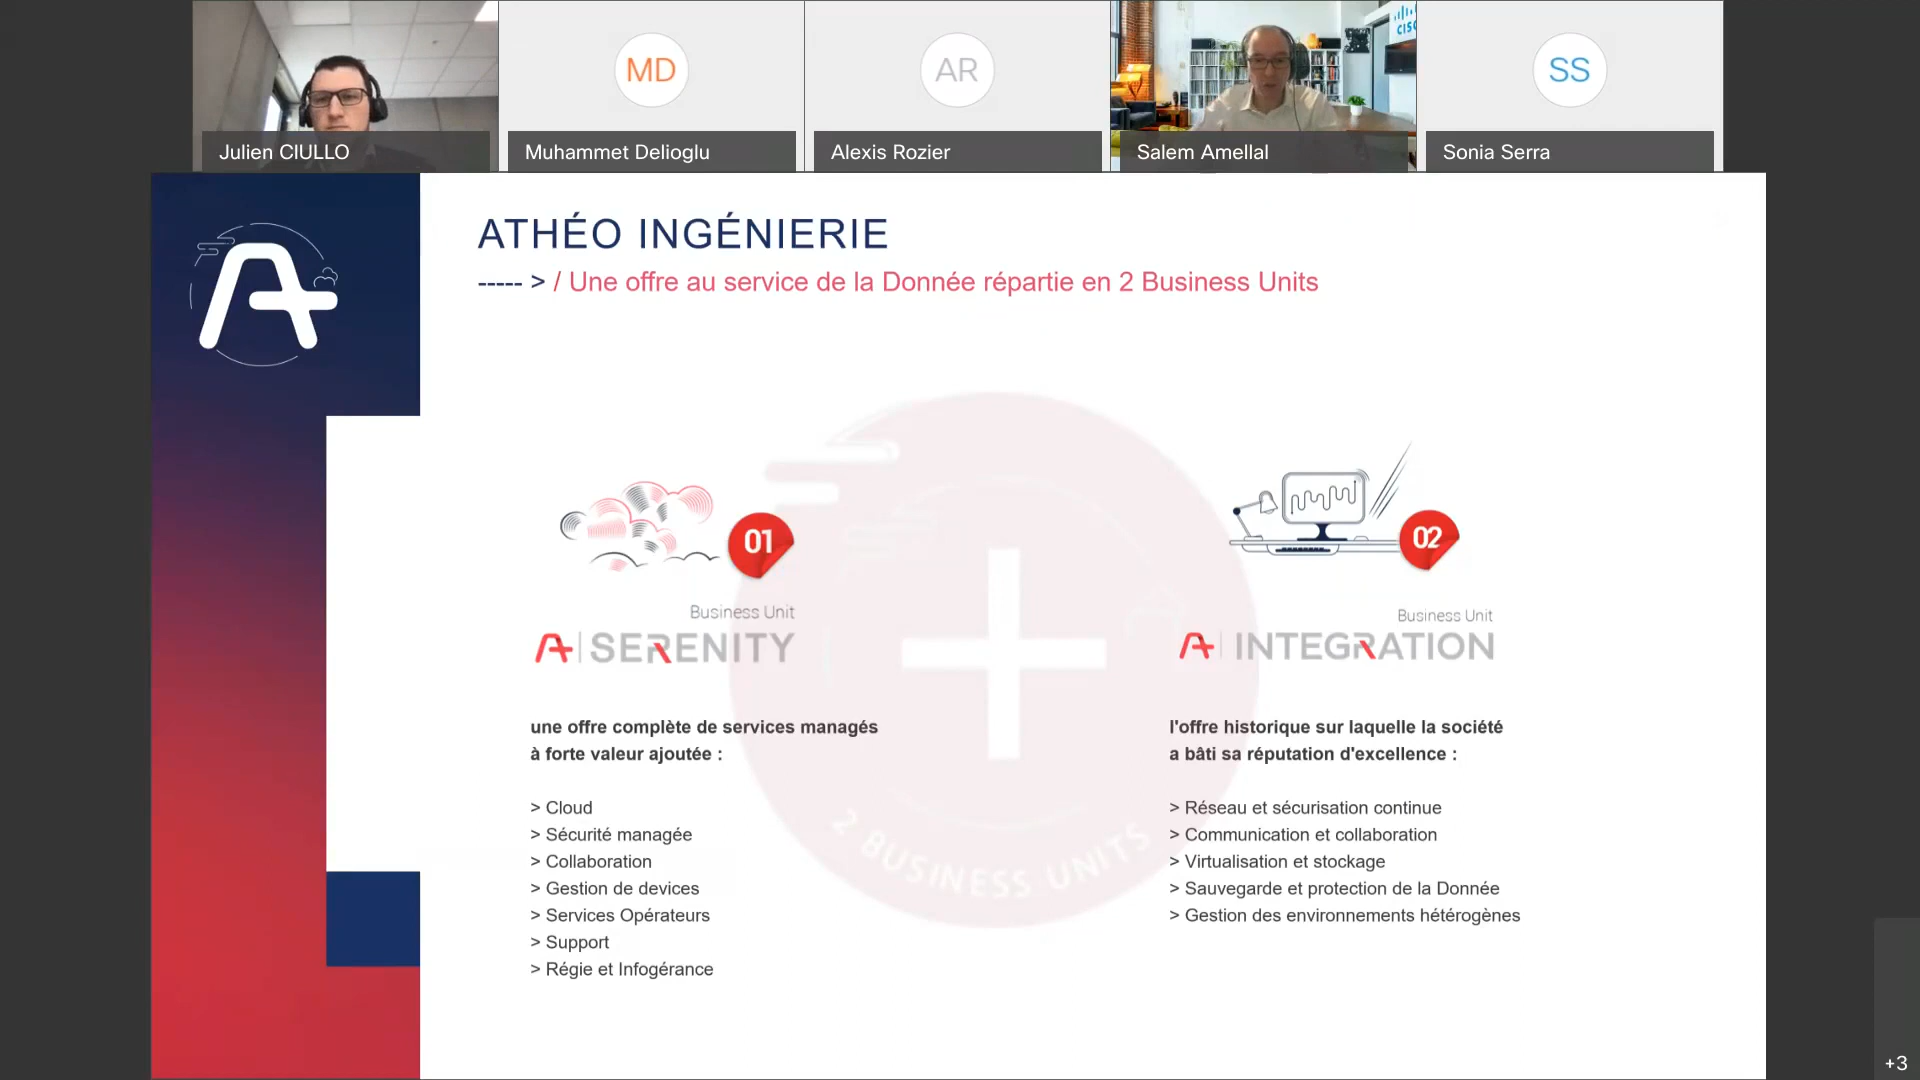 MD
AR
CISC
SS
Julien CIULLO
Muhammet Delioglu
Alexis Rozier
Salem Amellal
Sonia Serra
ATHÉO INGÉNIERIE
----- > / Une offre au service de la Donnée répartie en 2 Business Units
01
Business Unit
A | SERENITY
une offre complète de services managés
à forte valeur ajoutée :
> Cloud
> Sécurité managée
> Collaboration
> Gestion de devices
> Services Opérateurs
> Support
> Régie et Infogérance
2 BUSINESS UNITS
02
Business Unit
A | INTEGRATION
l'offre historique sur laquelle la société
a bâti sa réputation d'excellence :
> Réseau et sécurisation continue
> Communication et collaboration
> Virtualisation et stockage
> Sauvegarde et protection de la Donnée
> Gestion des environnements hétérogènes
+3